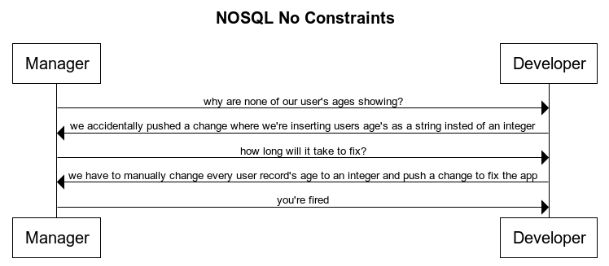 NOSQL No Constraints
Manager Developer
why are none of our user's ages showing?
we accidentally pushed a change where we're inserting users age's as a string insted of an integer
how long will it take to fix?
we have to manually change every user record's age to an integer and push a change to fix the app
you're fired
Manager Developer